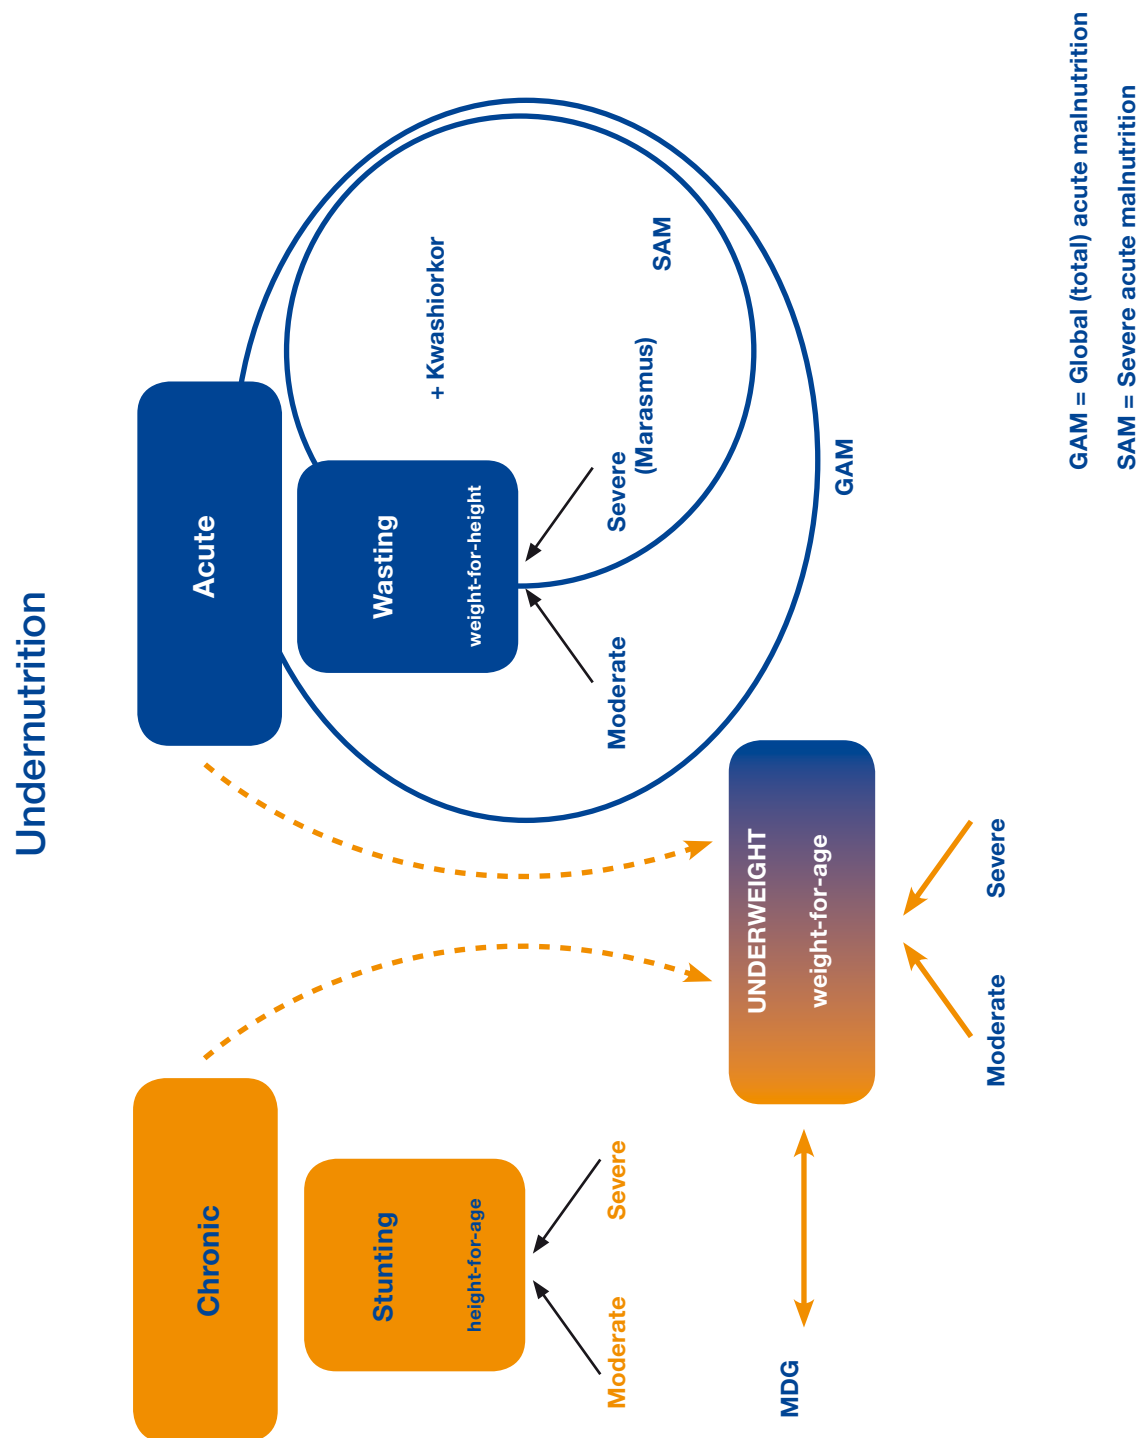 Undernutrition
Chronic
Acute
Stunting
height-for-age
Wasting
weight-for-height
+ Kwashiorkor
Moderate
Severe
Moderate
Severe
(Marasmus)
SAM
GAM
MDG
UNDERWEIGHT
weight-for-age
Moderate
Severe
GAM = Global (total) acute malnutrition
SAM = Severe acute malnutrition